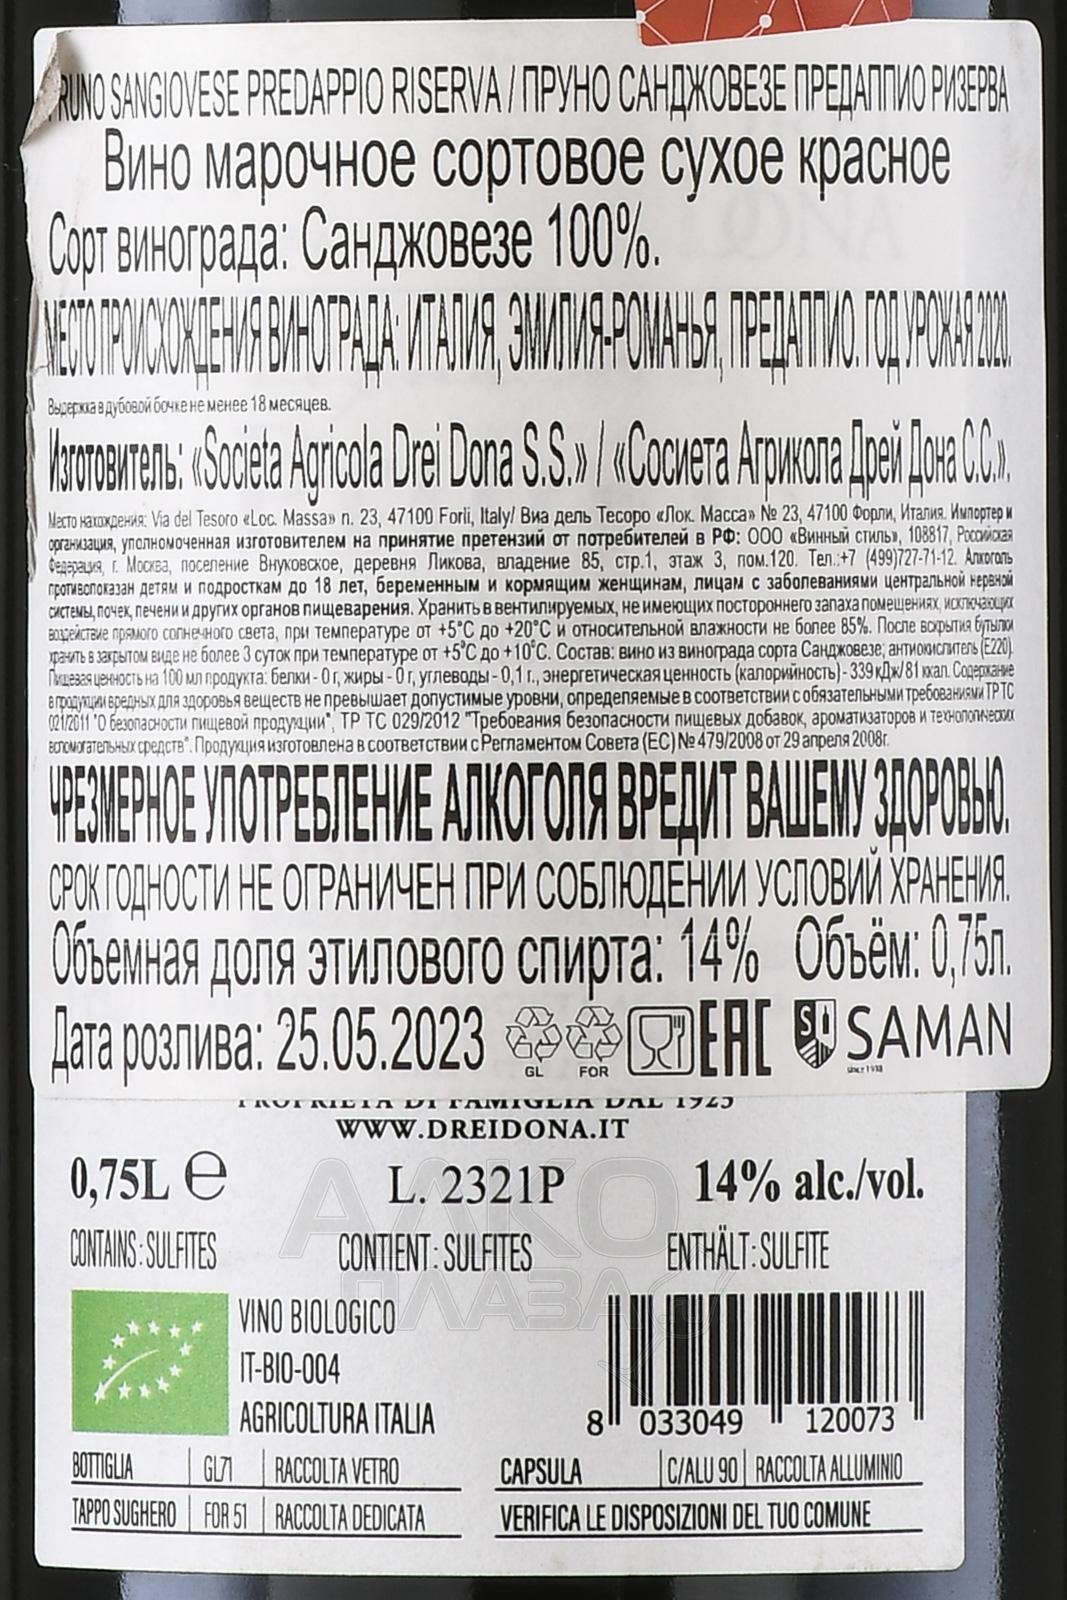 RUNO SANGIOVESE PREDAPPIO RISERVA / ПРУНО САНДЖОВЕЗЕ ПРЕДАППИО РИЗЕРВА
Вино марочное сортовое сухое красное
Сорт винограда: Санджовезе 100%.
МЕСТО ПРОИСХОЖДЕНИЯ ВИНОГРАДА: ИТАЛИЯ, ЭМИЛИЯ-РОМАНЬЯ, ПРЕДАППИО. ГОД УРОЖАЯ 2020.
Выдержка в дубовой бочке не менее 18 месяцев.
Изготовитель: «Societa Agricola Drei Dona S.S.» / «Сосиета Агрикола Дрей Дона С.С.».
Место нахождения: Via del Tesoro «Loc. Massa» n. 23, 47100 Forli, Italy/ Виа дель Тесоро «Лок. Масса» № 23, 47100 Форли, Италия. Импортер и
организация, уполномоченная изготовителем на принятие претензий от потребителей в РФ: ООО «Винный стиль», 108817, Российская
Федерация, г. Москва, поселение Внуковское, деревня Ликова, владение 85, стр.1, этаж 3, пом.120. Тел.:+7 (499)727-71-12. Алкоголь
противопоказан детям и подросткам до 18 лет, беременным и кормящим женщинам, лицам с заболеваниями центральной нервной
системы, почек, печени и других органов пищеварения. Хранить в вентилируемых, не имеющих постороннего запаха помещениях, исключающих
воздействие прямого солнечного света, при температуре от +5°С до +20°С и относительной влажности не более 85%. После вскрытия бутылки
хранить в закрытом виде не более 3 суток при температуре от +5°С до +10°С. Состав: вино из винограда сорта Санджовезе; антиокислитель (Е220).
Пищевая ценность на 100 мл продукта: белки - 0 г, жиры - 0 г, углеводы - 0,1 г., энергетическая ценность (калорийность) - 339 кДж/ 81 ккал. Содержание
в продукции вредных для здоровья веществ не превышает допустимые уровни, определяемые в соответствии с обязательными требованиями ТР ТС
021/2011 "О безопасности пищевой продукции", ТР ТС 029/2012 "Требования безопасности пищевых добавок, ароматизаторов и технологических
вспомогательных средств". Продукция изготовлена в соответствии с Регламентом Совета (ЕС) № 479/2008 от 29 апреля 2008г.
ЧРЕЗМЕРНОЕ УПОТРЕБЛЕНИЕ АЛКОГОЛЯ ВРЕДИТ ВАШЕМУ ЗДОРОВЬЮ.
СРОК ГОДНОСТИ НЕ ОГРАНИЧЕН ПРИ СОБЛЮДЕНИИ УСЛОВИЙ ХРАНЕНИЯ.
Объемная доля этилового спирта: 14% Объём: 0,75л.
Дата розлива: 25.05.2023 GL FOR EAC SAMAN
since 1998
PROPRIETÀ DI FAMIGLIA DAL 1925
WWW.DREIDONA.IT
0,75L ℮ L. 2321P 14% alc./vol.
CONTAINS : SULFITES CONTIENT : SULFITES ENTHÄLT : SULFITE
АЛКО
ПЛАЗА
VINO BIOLOGICO
IT-BIO-004
AGRICOLTURA ITALIA
8 033049 120073
BOTTIGLIA GL71 RACCOLTA VETRO CAPSULA C/ALU 90 RACCOLTA ALLUMINIO
TAPPO SUGHERO FOR 51 RACCOLTA DEDICATA VERIFICA LE DISPOSIZIONI DEL TUO COMUNE